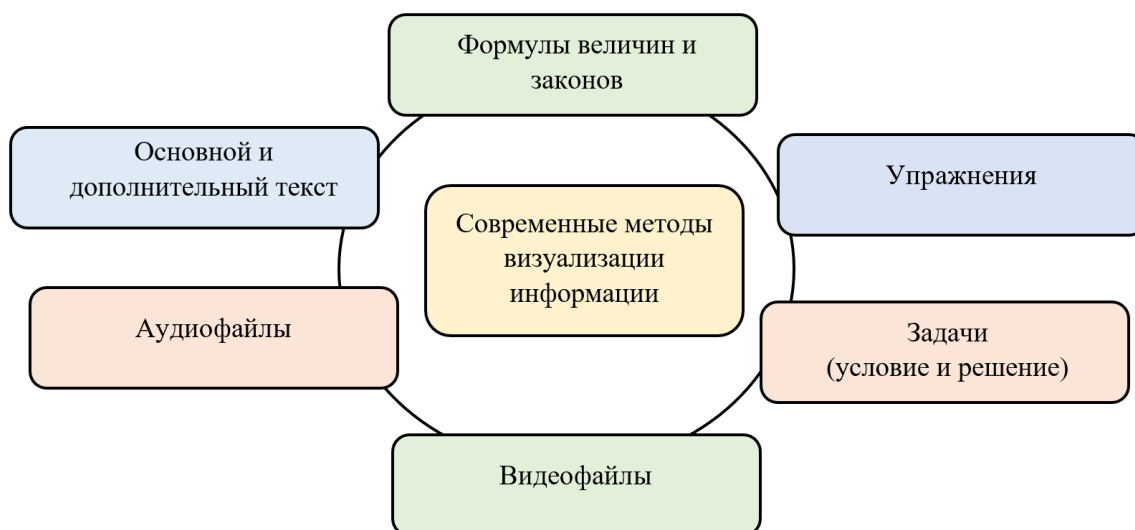 Формулы величин и
законов
Основной и
дополнительный текст
Упражнения
Современные методы
визуализации
информации
Аудиофайлы
Задачи
(условие и решение)
Видеофайлы